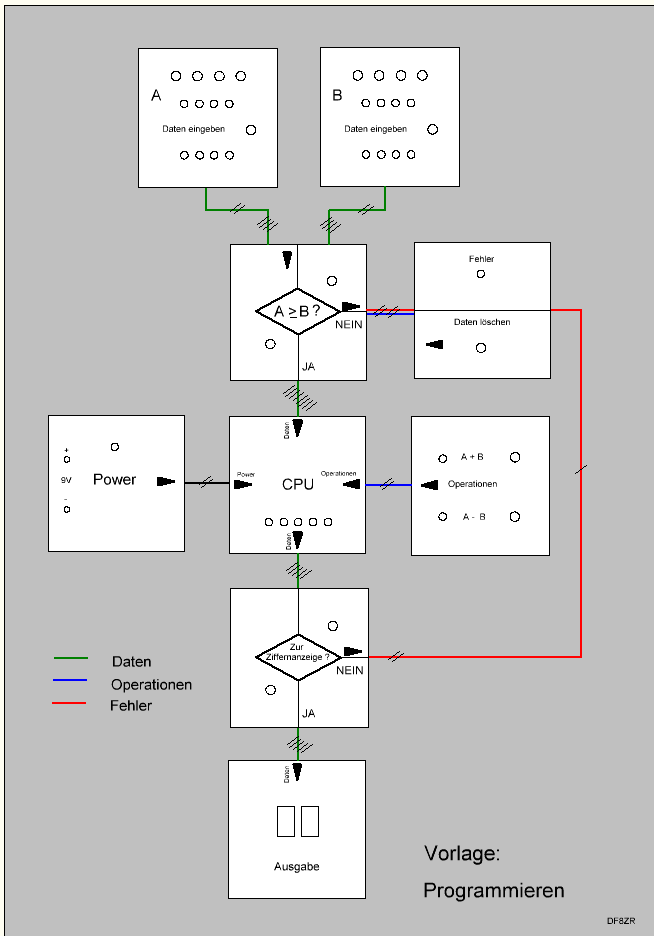 A
Daten eingeben
B
Daten eingeben
A ≥ B ?
NEIN
JA
Fehler
Daten löschen
+
9V
-
Power
Daten
Power
Operationen
CPU
Daten
A + B
Operationen
A - B
Zur
Ziffernanzeige ?
NEIN
JA
Daten
Operationen
Fehler
Daten
Ausgabe
Vorlage:
Programmieren
DF8ZR